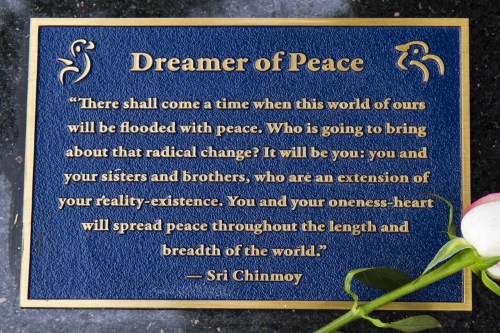 Dreamer of Peace
“There shall come a time when this world of ours
will be flooded with peace. Who is going to bring
about that radical change? It will be you: you and
your sisters and brothers, who are an extension of
your reality-existence. You and your oneness-heart
will spread peace throughout the length and
breadth of the world.”
— Sri Chinmoy